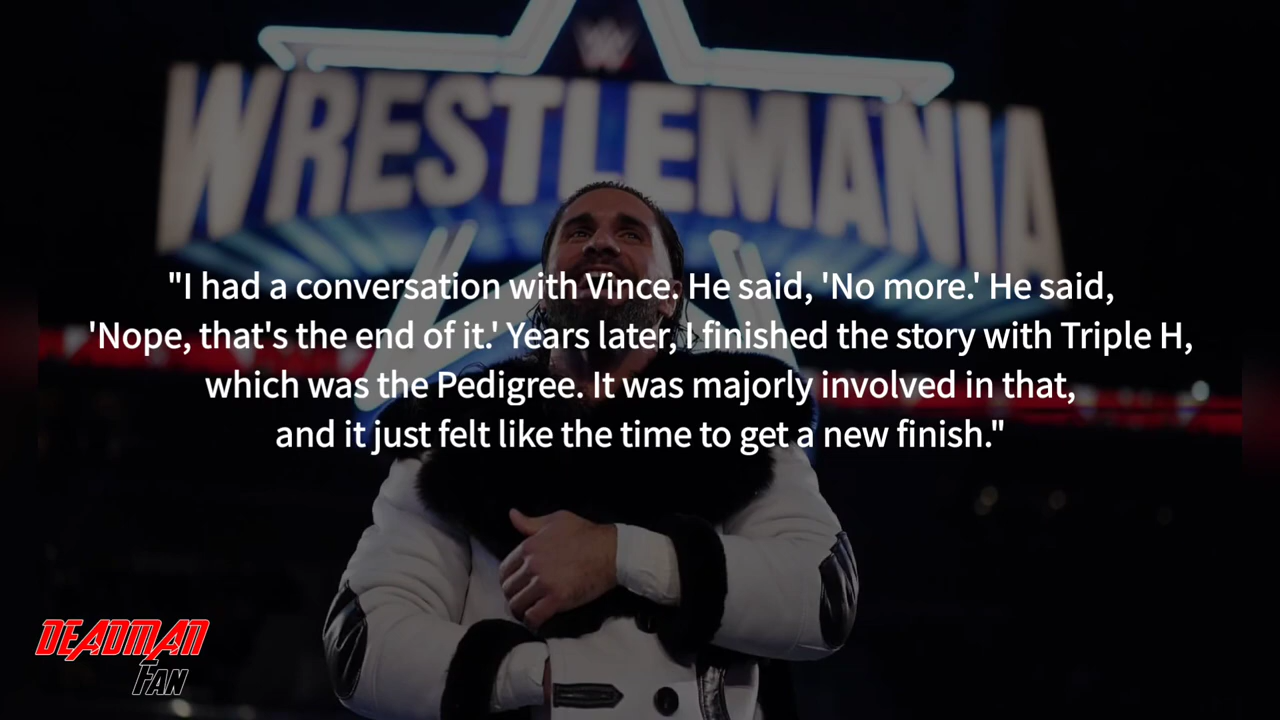 WRESTLEMANIA
"I had a conversation with Vince. He said, 'No more.' He said,
'Nope, that's the end of it.' Years later, I finished the story with Triple H,
which was the Pedigree. It was majorly involved in that,
and it just felt like the time to get a new finish."
DEADMAN
FAN